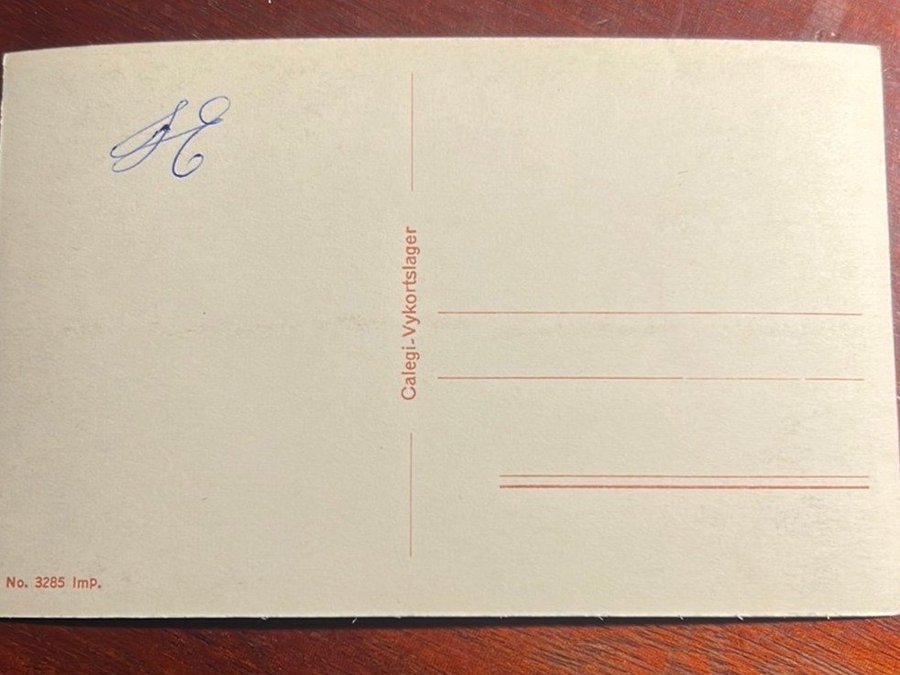 Calegi-Vykortslager
No. 3285 Imp.